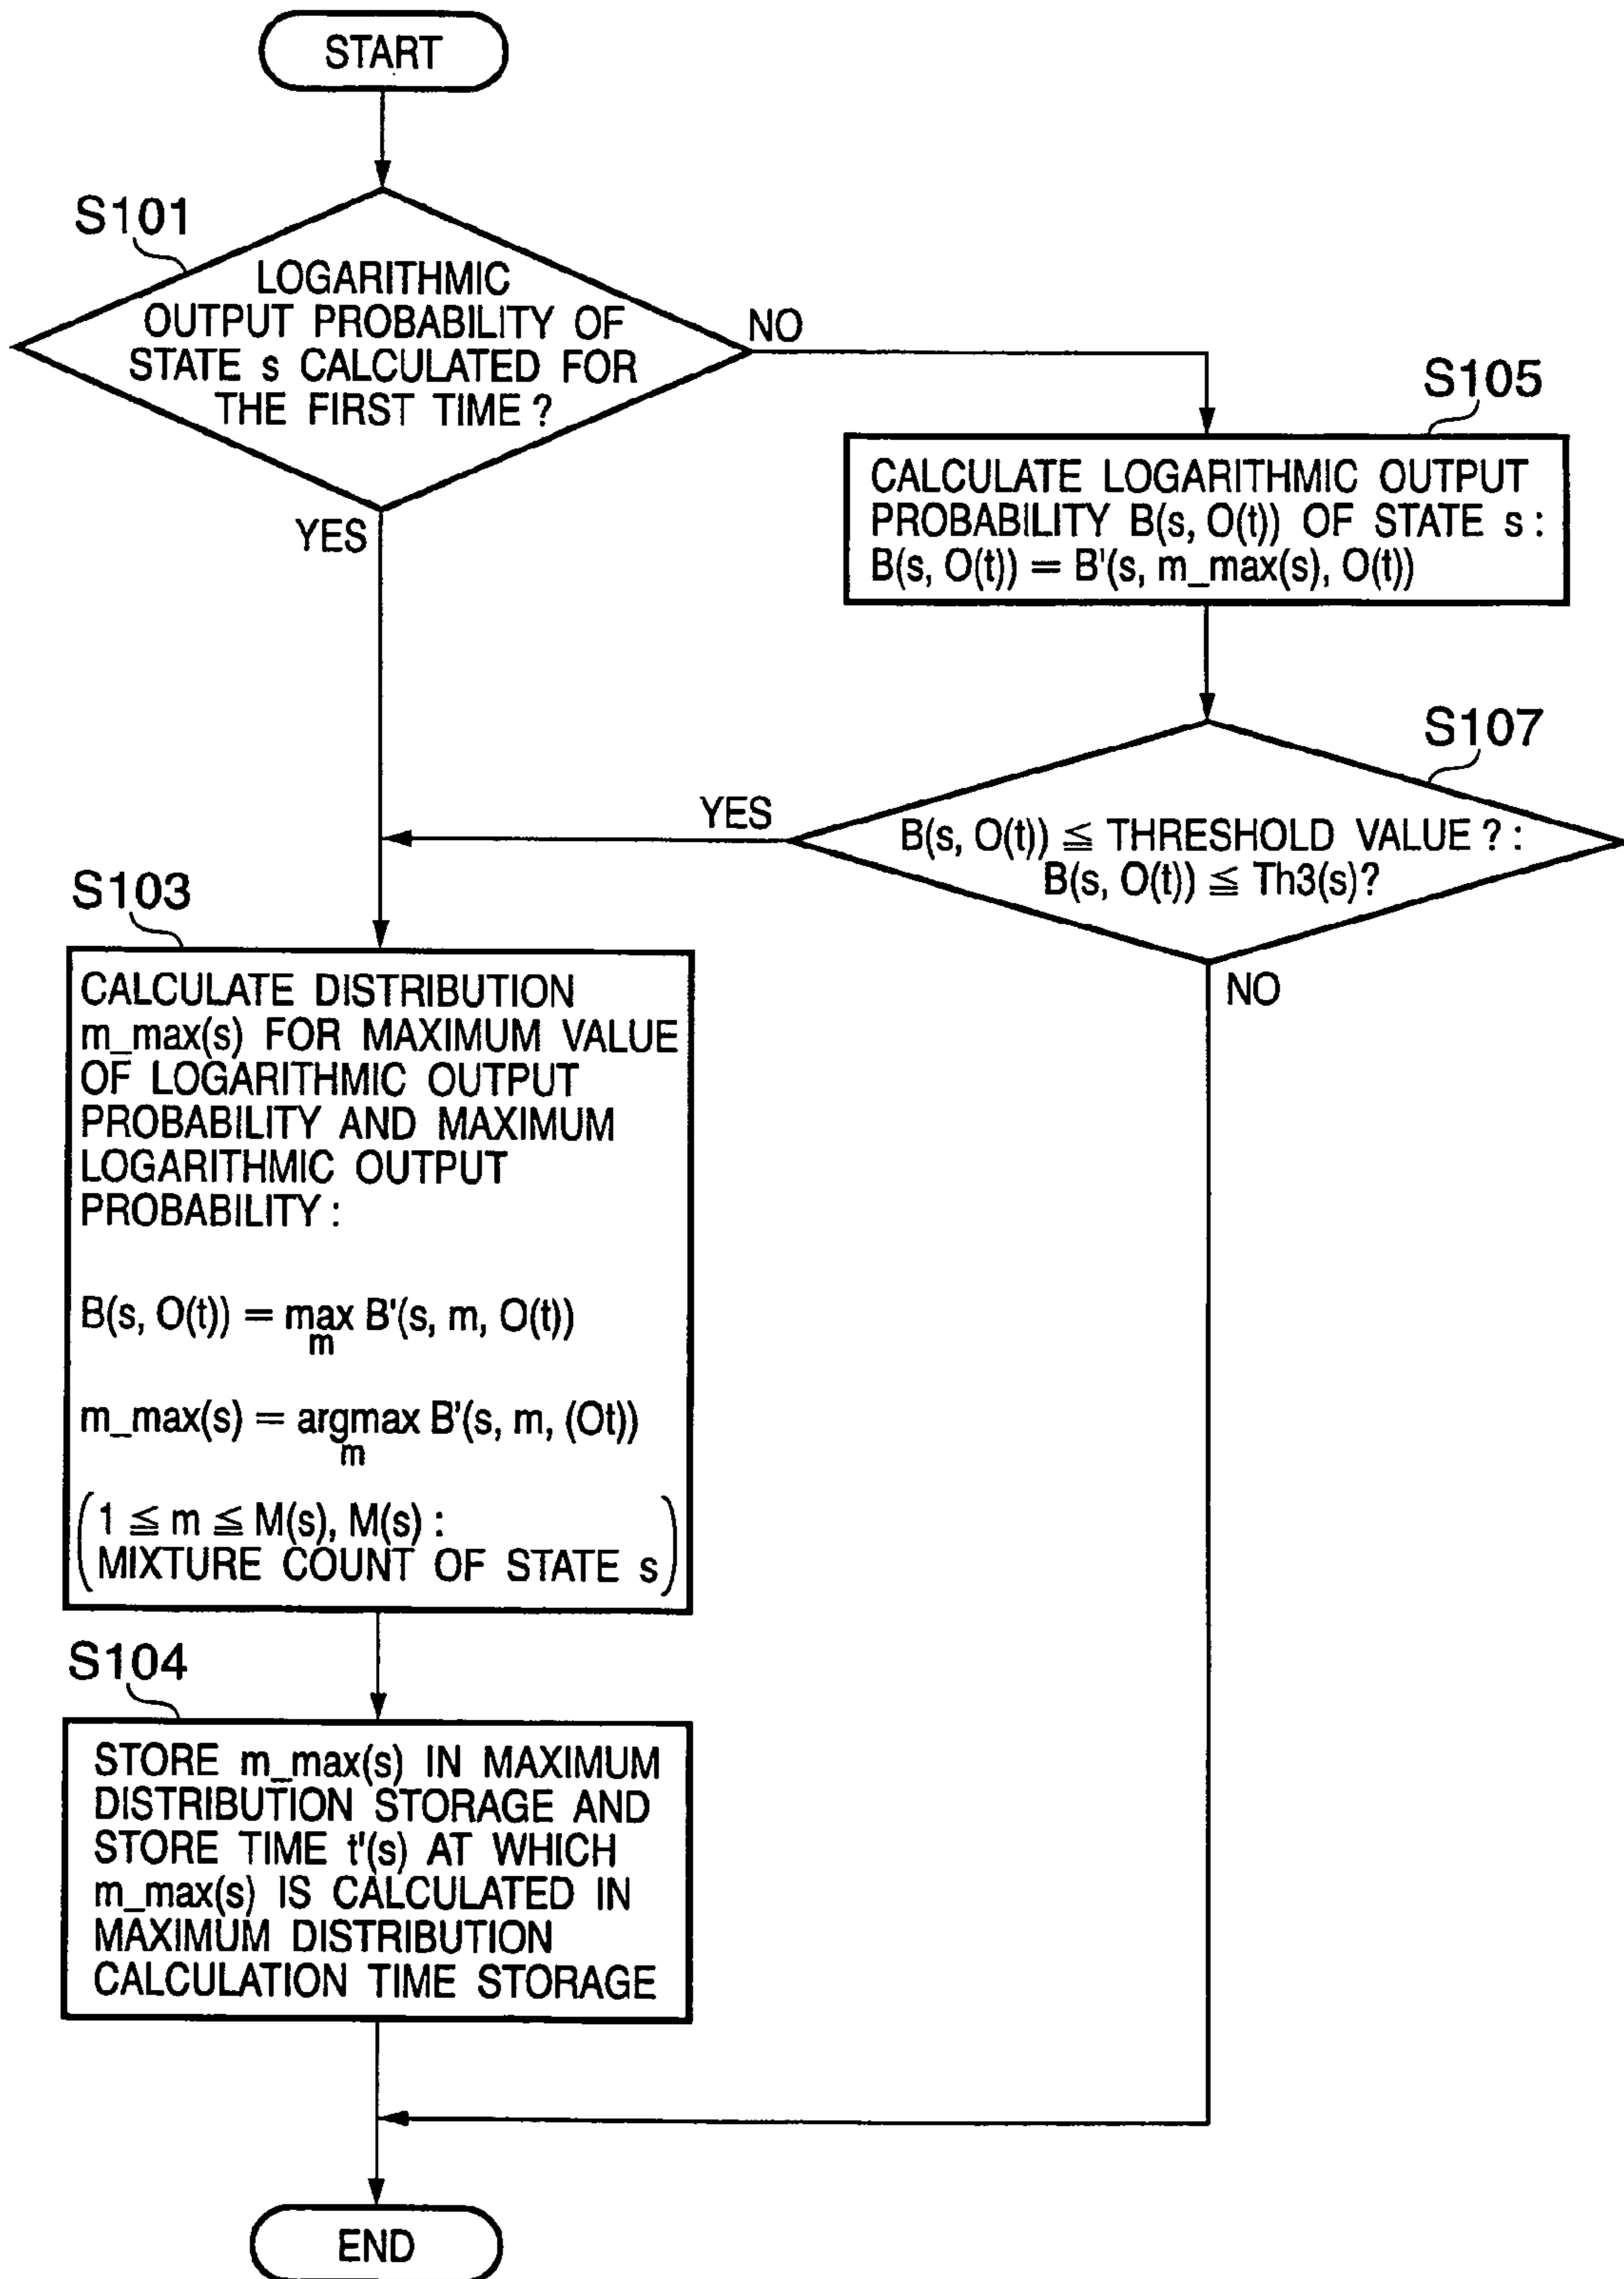 START
S101
LOGARITHMIC
OUTPUT PROBABILITY OF
STATE s CALCULATED FOR
THE FIRST TIME ?
NO
YES
S105
CALCULATE LOGARITHMIC OUTPUT
PROBABILITY B(s, O(t)) OF STATE s :
B(s, O(t)) = B'(s, m_max(s), O(t))
S107
B(s, O(t)) ≦ THRESHOLD VALUE ? :
B(s, O(t)) ≦ Th3(s)?
YES
NO
S103
CALCULATE DISTRIBUTION
m_max(s) FOR MAXIMUM VALUE
OF LOGARITHMIC OUTPUT
PROBABILITY AND MAXIMUM
LOGARITHMIC OUTPUT
PROBABILITY :
B(s, O(t)) = max B'(s, m, O(t))
m
m_max(s) = argmax B'(s, m, (Ot))
m
(1 ≦ m ≦ M(s), M(s) :
MIXTURE COUNT OF STATE s)
S104
STORE m_max(s) IN MAXIMUM
DISTRIBUTION STORAGE AND
STORE TIME t'(s) AT WHICH
m_max(s) IS CALCULATED IN
MAXIMUM DISTRIBUTION
CALCULATION TIME STORAGE
END